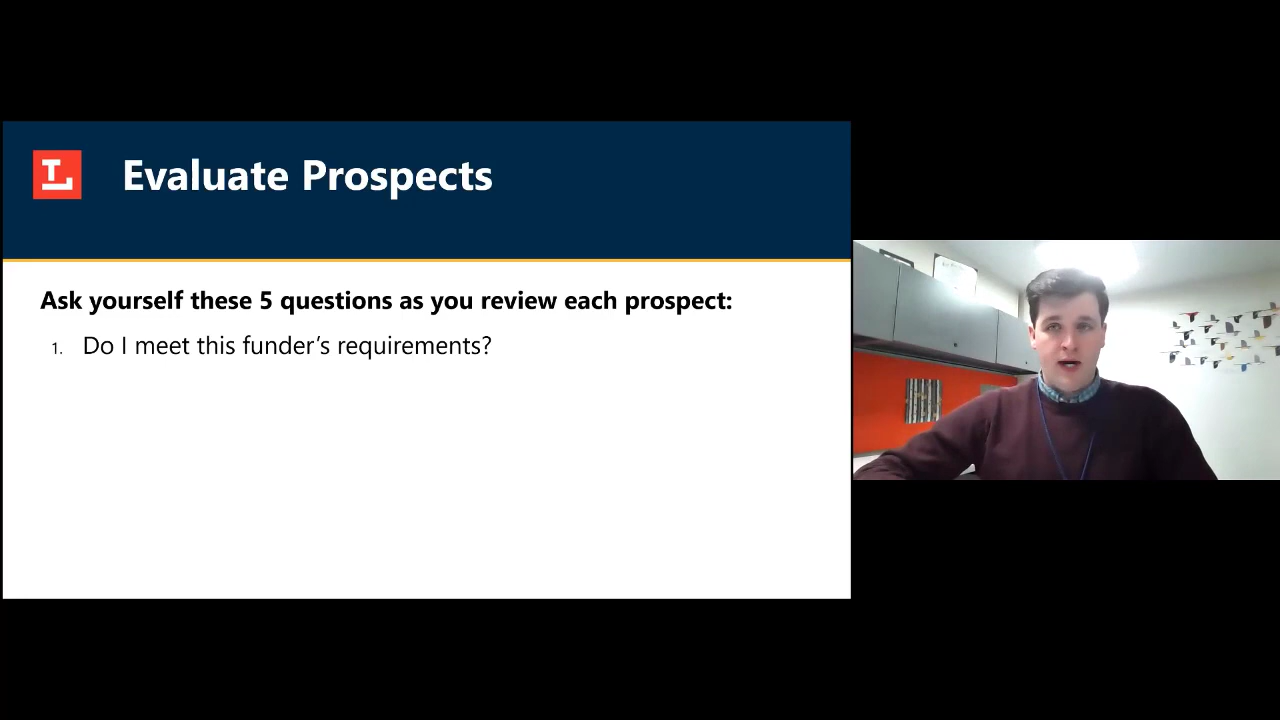 Evaluate Prospects
Ask yourself these 5 questions as you review each prospect:
1. Do I meet this funder's requirements?